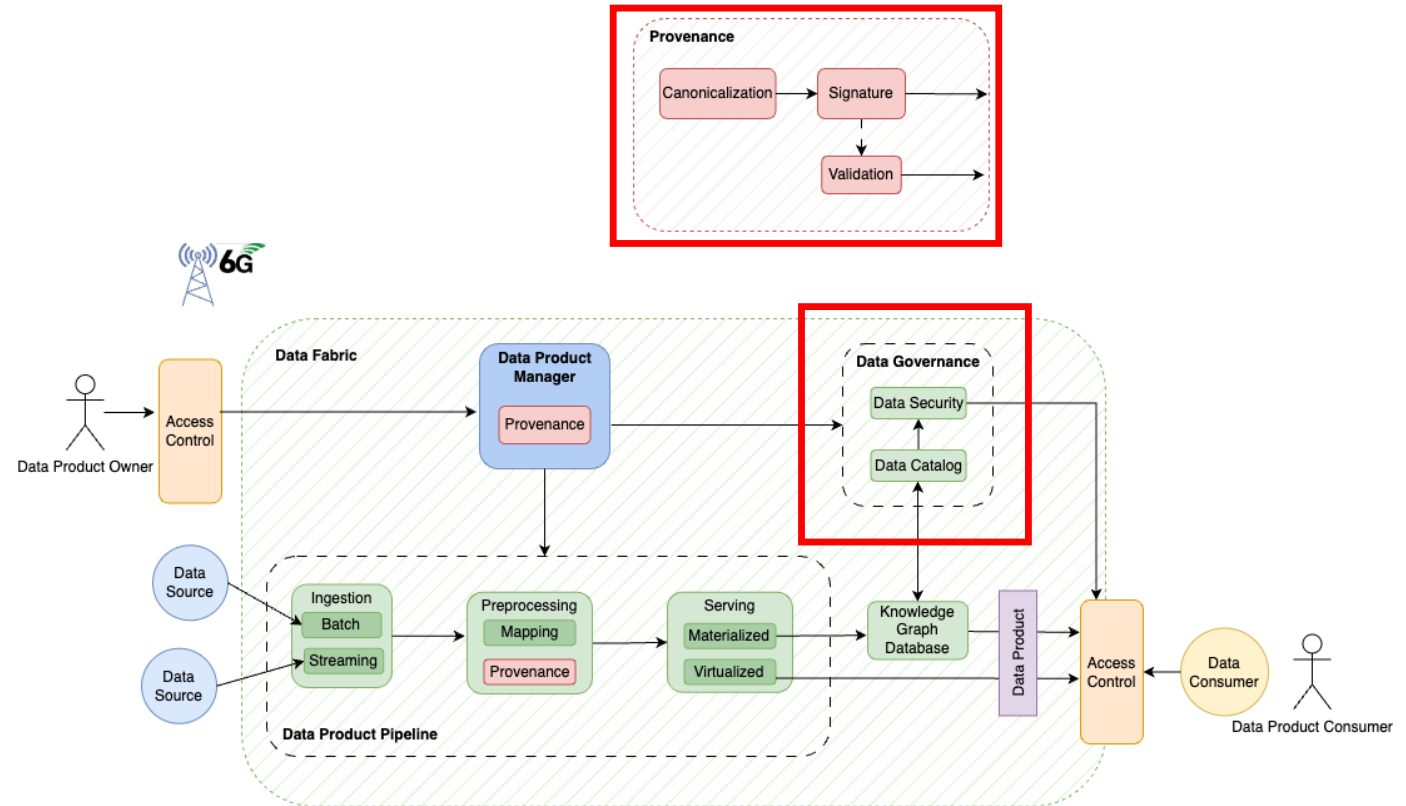 Provenance
Canonicalization
Signature
Validation
6G
Data Fabric
Data Product
Manager
Provenance
Data Governance
Data Security
Data Catalog
Access
Control
Data Product Owner
Data
Source
Data
Source
Ingestion
Batch
Streaming
Preprocessing
Mapping
Provenance
Serving
Materialized
Virtualized
Data Product Pipeline
Knowledge
Graph
Database
Data Product
Access
Control
Data
Consumer
Data Product Consumer